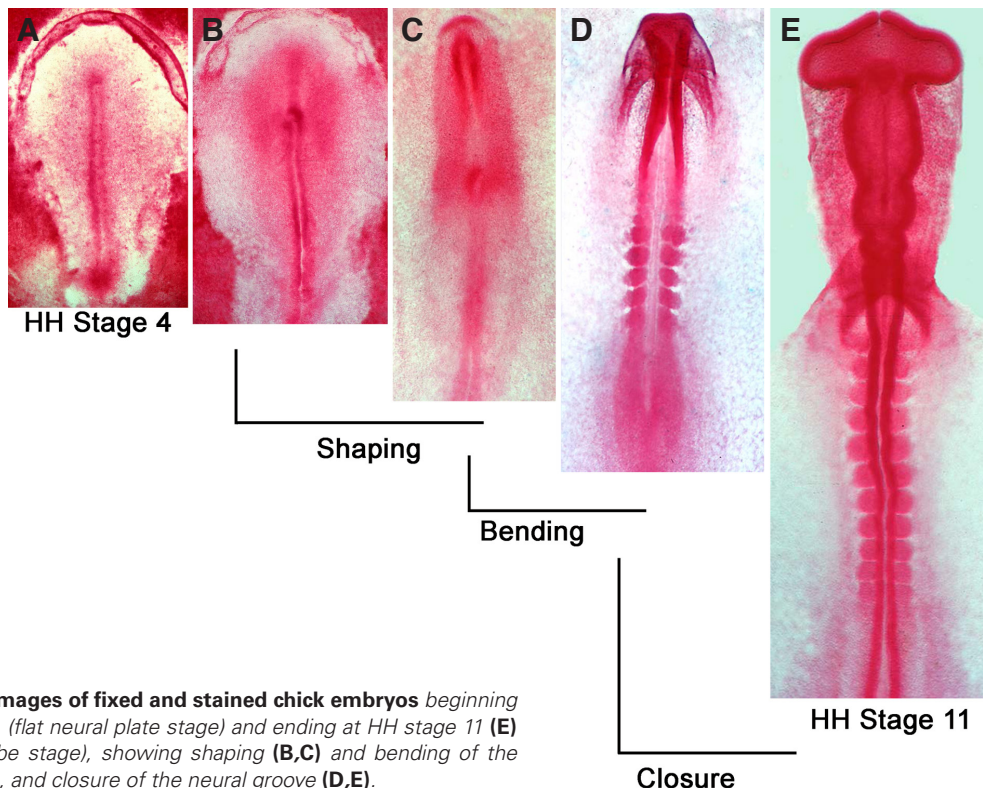 A B C D E
HH Stage 4
Shaping
Bending
HH Stage 11
Closure
mages of fixed and stained chick embryos beginning
(flat neural plate stage) and ending at HH stage 11 (E)
be stage), showing shaping (B,C) and bending of the
, and closure of the neural groove (D,E).